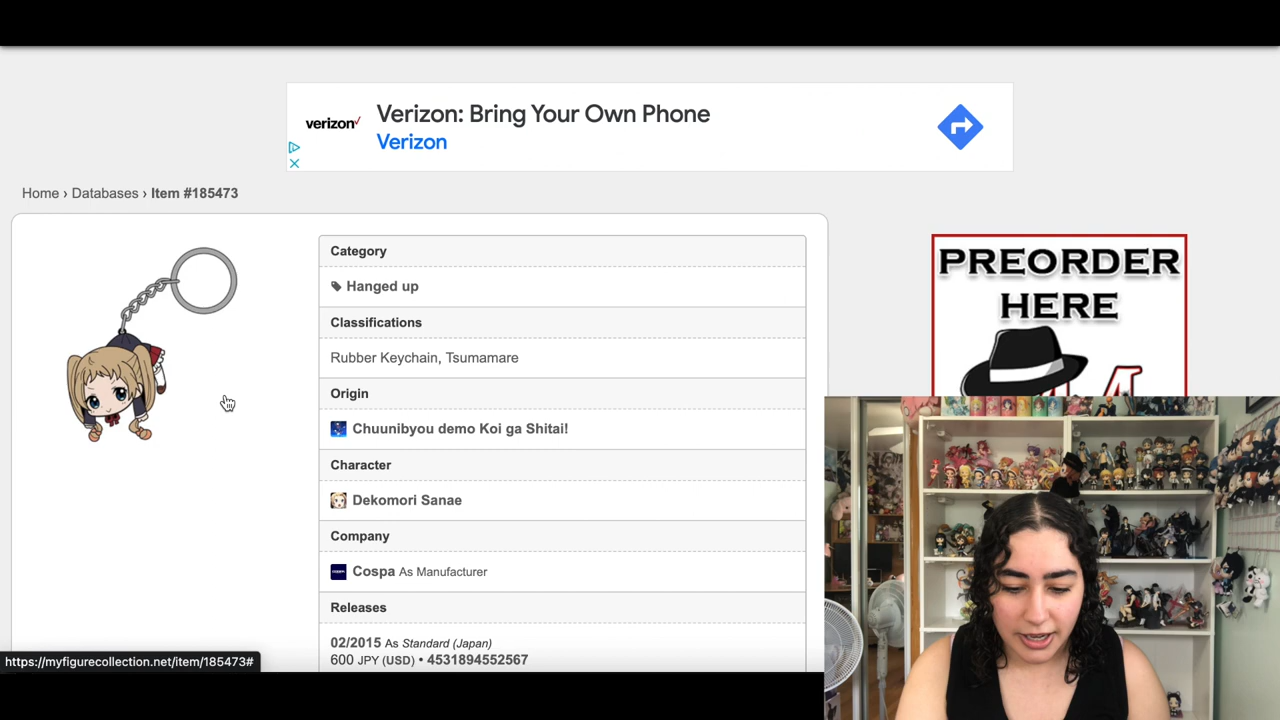 verizon✓
Verizon: Bring Your Own Phone
Verizon
Home › Databases › Item #185473
Category
Hanged up
Classifications
Rubber Keychain, Tsumamare
Origin
Chuunibyou demo Koi ga Shitai!
Character
Dekomori Sanae
Company
Cospa As Manufacturer
Releases
02/2015 As Standard (Japan)
600 JPY (USD) • 4531894552567
PREORDER
HERE
https://myfigurecollection.net/item/185473#